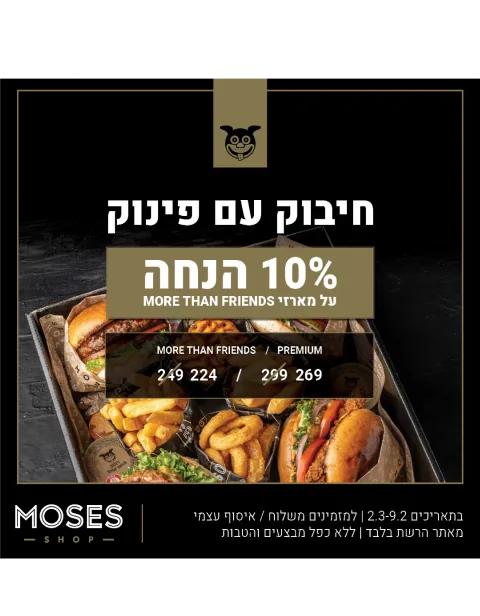 חיבוק עם פינוק
10% הנחה
על מארזי MORE THAN FRIENDS
MORE THAN FRIENDS / PREMIUM
249 224 / 299 269
MOSES
SHOP
בתאריכים 2.3-9.2 | למזמינים משלוח / איסוף עצמי
מאתר הרשת בלבד | ללא כפל מבצעים והטבות